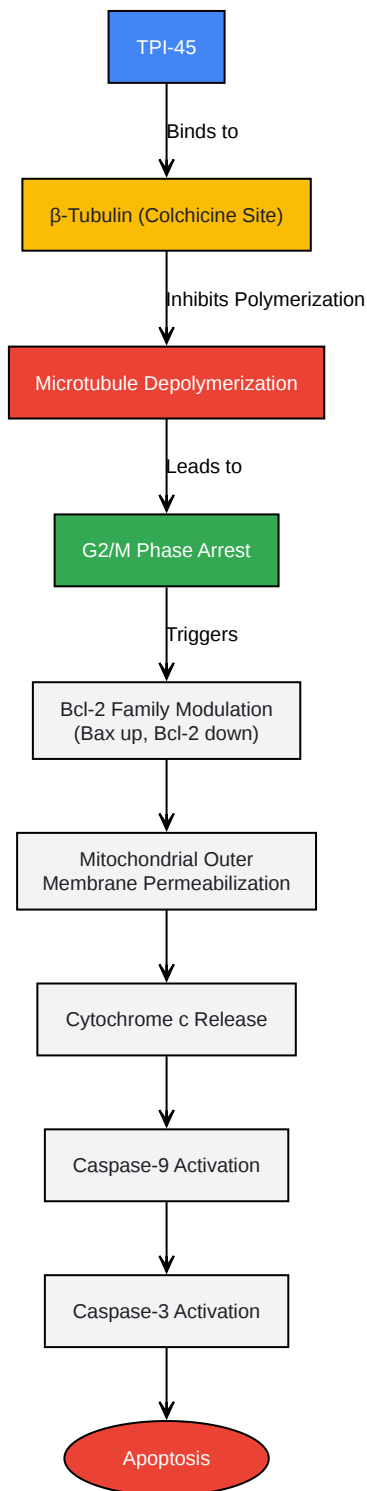 TPI-45
Binds to
β-Tubulin (Colchicine Site)
Inhibits Polymerization
Microtubule Depolymerization
Leads to
G2/M Phase Arrest
Triggers
Bcl-2 Family Modulation
(Bax up, Bcl-2 down)
Mitochondrial Outer
Membrane Permeabilization
Cytochrome c Release
Caspase-9 Activation
Caspase-3 Activation
Apoptosis